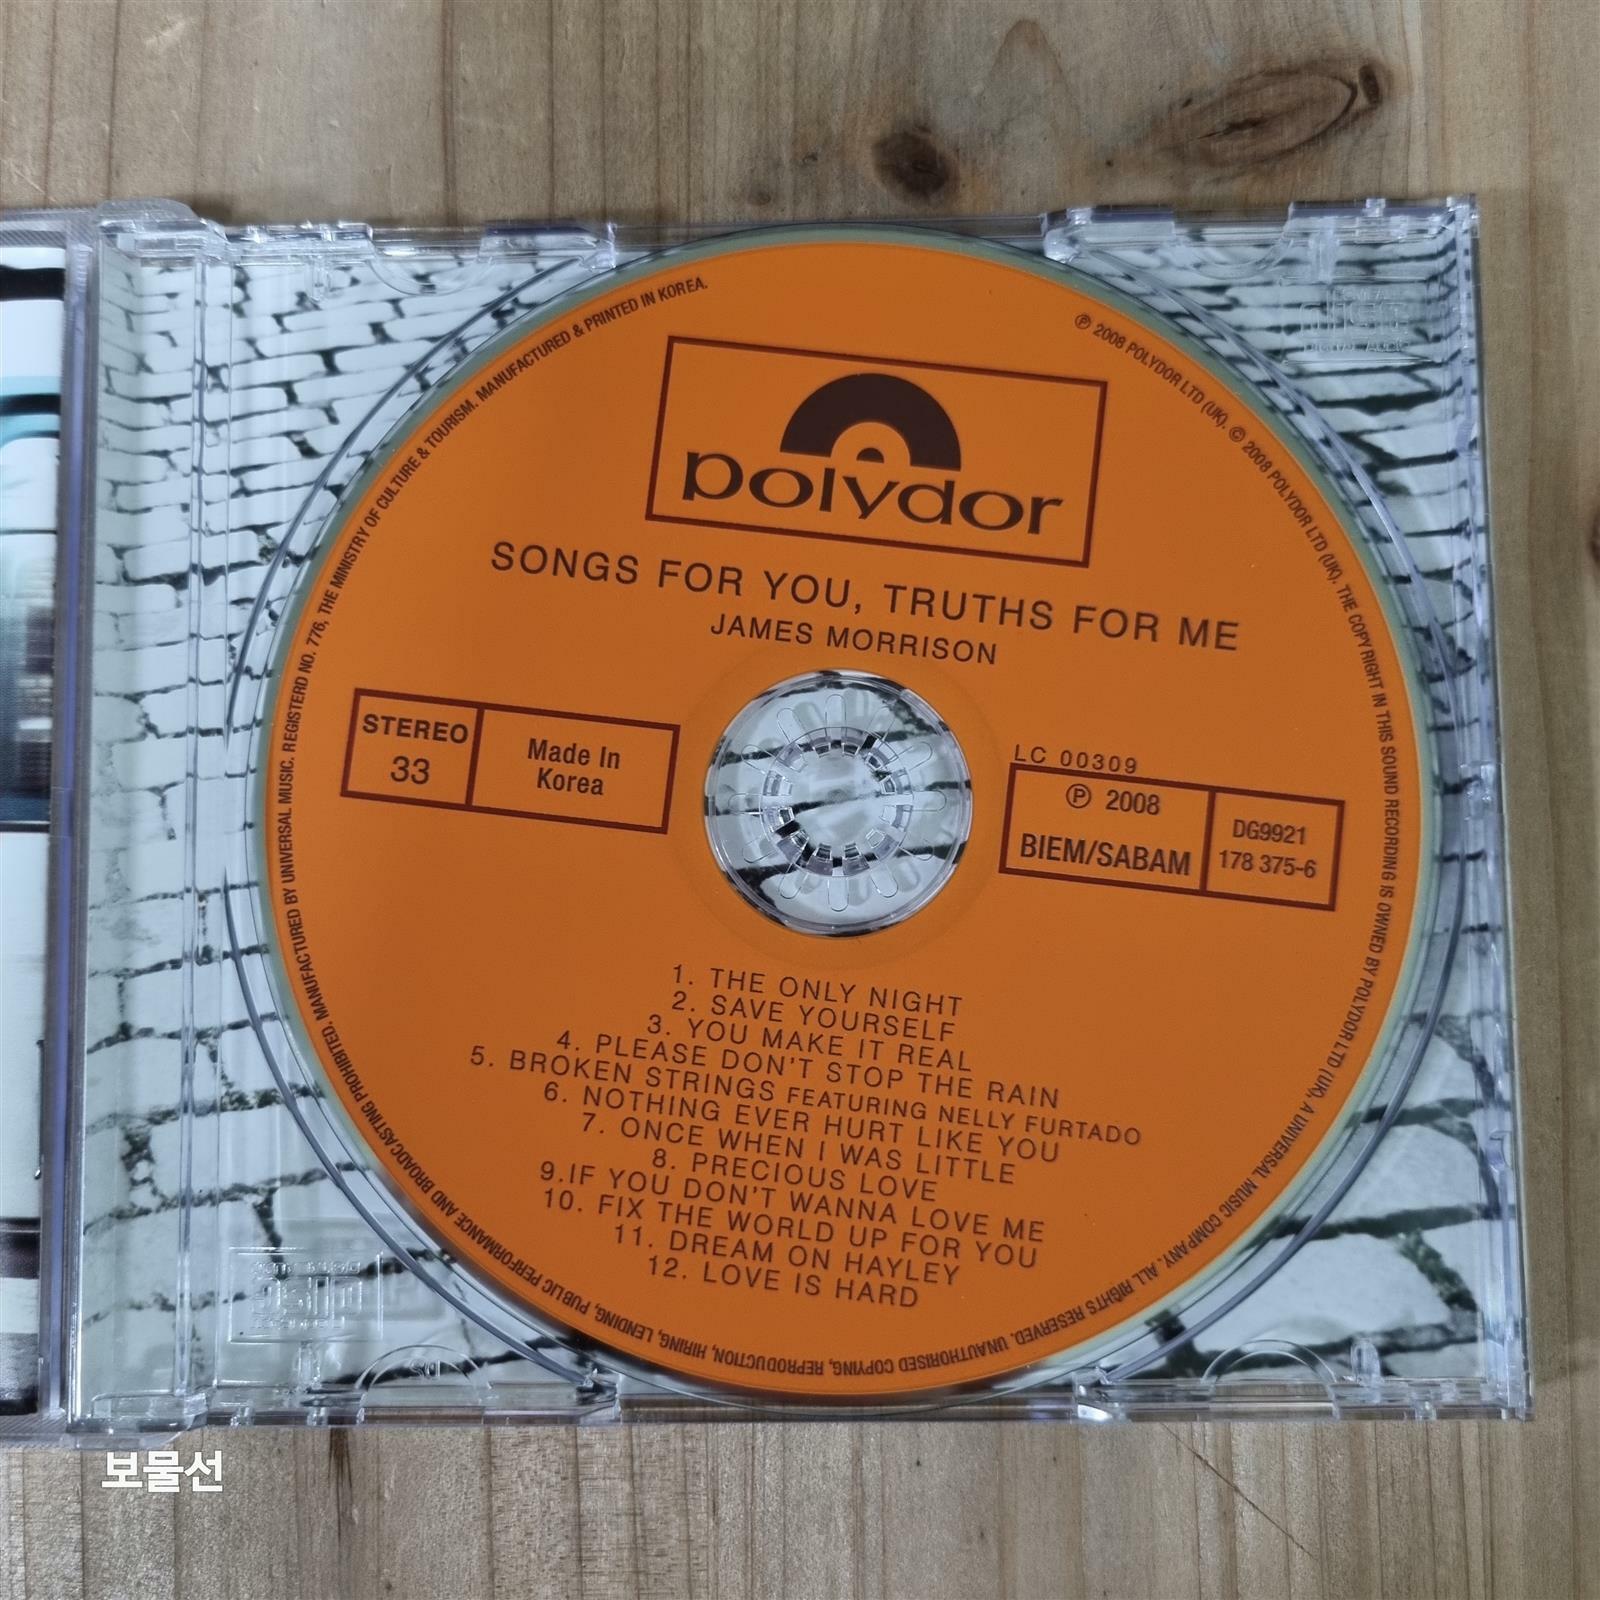 polydor
SONGS FOR YOU, TRUTHS FOR ME
JAMES MORRISON
STEREO
33
Made In
Korea
LC 00309
℗ 2008
BIEM/SABAM
DG9921
178 375-6
1. THE ONLY NIGHT
2. SAVE YOURSELF
3. YOU MAKE IT REAL
4. PLEASE DON'T STOP THE RAIN
5. BROKEN STRINGS FEATURING NELLY FURTADO
6. NOTHING EVER HURT LIKE YOU
7. ONCE WHEN I WAS LITTLE
8. PRECIOUS LOVE
9.IF YOU DON'T WANNA LOVE ME
10. FIX THE WORLD UP FOR YOU
11. DREAM ON HAYLEY
12. LOVE IS HARD
℗ 2008 POLYDOR LTD (UK). © 2008 POLYDOR LTD (UK). THE COPYRIGHT IN THIS SOUND RECORDING IS OWNED BY POLYDOR LTD (UK), A UNIVERSAL MUSIC COMPANY. ALL RIGHTS RESERVED. UNAUTHORISED COPYING, REPRODUCTION, HIRING, LENDING, PUBLIC PERFORMANCE AND BROADCASTING PROHIBITED. MANUFACTURED BY UNIVERSAL MUSIC. REGISTERD NO. 776, THE MINISTRY OF CULTURE & TOURISM. MANUFACTURED & PRINTED IN KOREA.
보물선